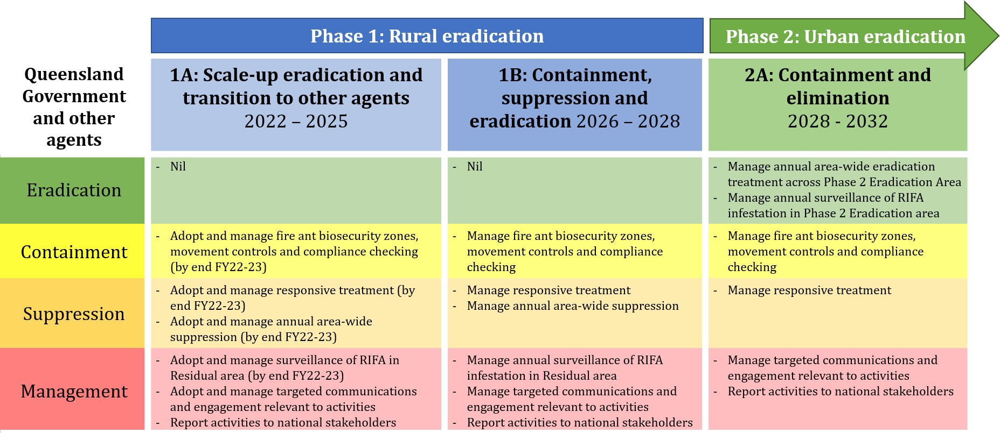 Phase 1: Rural eradication
Phase 2: Urban eradication
Queensland
Government
and other
agents
1A: Scale-up eradication and
transition to other agents
2022 – 2025
1B: Containment,
suppression and
eradication 2026 – 2028
2A: Containment and
elimination
2028 - 2032
Eradication
- Nil
- Nil
- Manage annual area-wide eradication
treatment across Phase 2 Eradication Area
- Manage annual surveillance of RIFA
infestation in Phase 2 Eradication area
Containment
- Adopt and manage fire ant biosecurity zones,
movement controls and compliance checking
(by end FY22-23)
- Manage fire ant biosecurity zones,
movement controls and compliance
checking
- Manage fire ant biosecurity zones,
movement controls and compliance
checking
Suppression
- Adopt and manage responsive treatment (by
end FY22-23)
- Adopt and manage annual area-wide
suppression (by end FY22-23)
- Manage responsive treatment
- Manage annual area-wide suppression
- Manage responsive treatment
Management
- Adopt and manage surveillance of RIFA in
Residual area (by end FY22-23)
- Adopt and manage targeted communications
and engagement relevant to activities
- Report activities to national stakeholders
- Manage annual surveillance of RIFA
infestation in Residual area
- Manage targeted communications and
engagement relevant to activities
- Report activities to national stakeholders
- Manage targeted communications and
engagement relevant to activities
- Report activities to national stakeholders